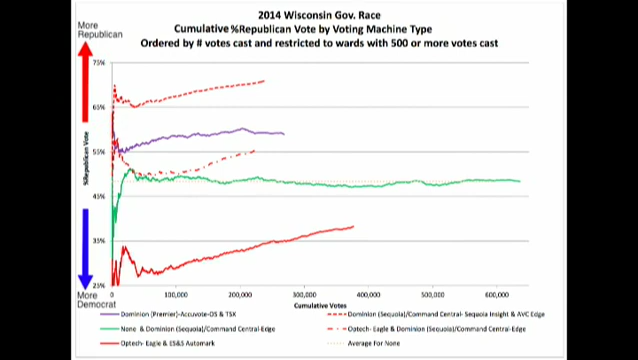 2014 Wisconsin Gov. Race
Cumulative %Republican Vote by Voting Machine Type
Ordered by # votes cast and restricted to wards with 500 or more votes cast
More
Republican
75%
65%
55%
45%
35%
25%
%Republican Vote
More
Democrat
0
100,000
200,000
300,000
400,000
500,000
600,000
Cumulative Votes
Dominion (Premier)-Accuvote-OS & TSX
Dominion (Sequoia)/Command Central- Sequoia Insight & AVC Edge
None & Dominion (Sequoia)/Command Central-Edge
Optech- Eagle & Dominion (Sequoia)/Command Central-Edge
Optech- Eagle & ES&S Automark
Average for None